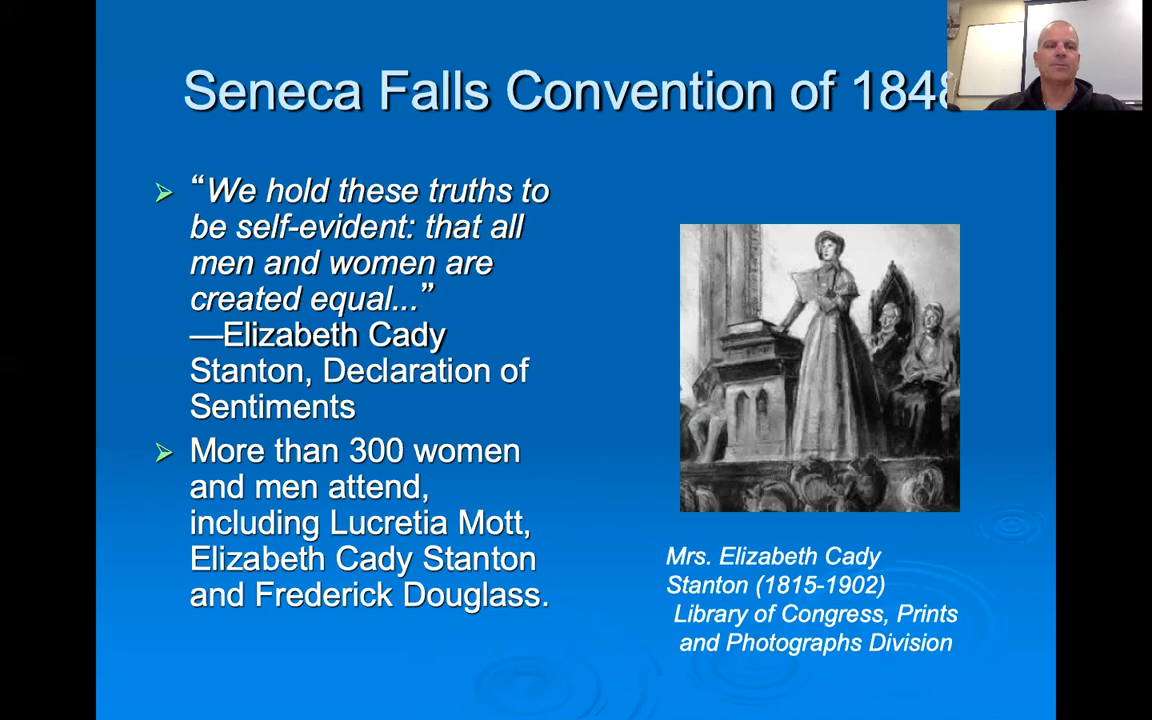 Seneca Falls Convention of 1848
“We hold these truths to
be self-evident: that all
men and women are
created equal...”
—Elizabeth Cady
Stanton, Declaration of
Sentiments
More than 300 women
and men attend,
including Lucretia Mott,
Elizabeth Cady Stanton
and Frederick Douglass.
Mrs. Elizabeth Cady
Stanton (1815-1902)
Library of Congress, Prints
and Photographs Division